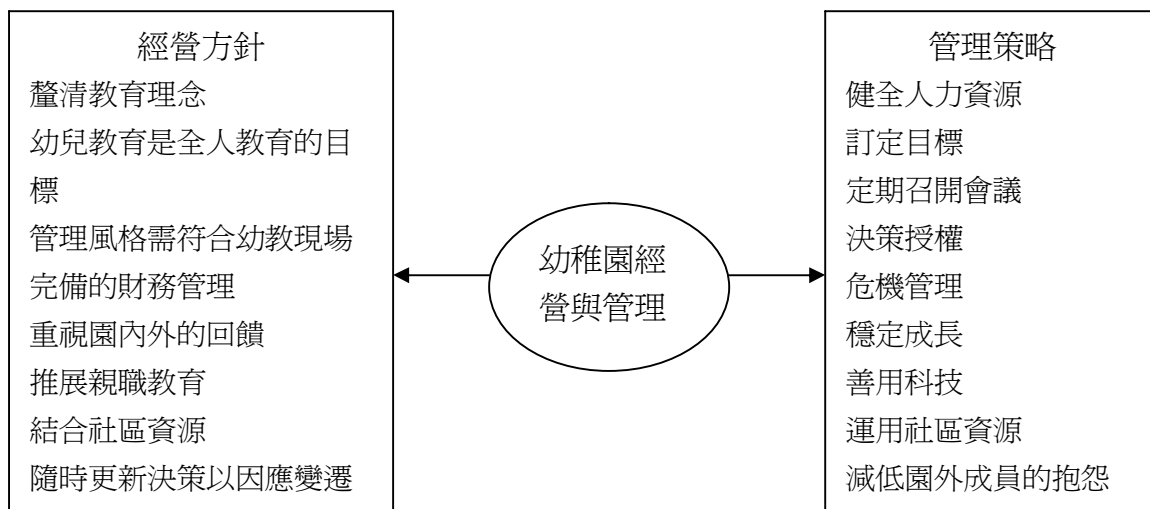 經營方針
釐清教育理念
幼兒教育是全人教育的目
標
管理風格需符合幼教現場
完備的財務管理
重視園內外的回饋
推展親職教育
結合社區資源
隨時更新決策以因應變遷
幼稚園經
營與管理
管理策略
健全人力資源
訂定目標
定期召開會議
決策授權
危機管理
穩定成長
善用科技
運用社區資源
減低園外成員的抱怨